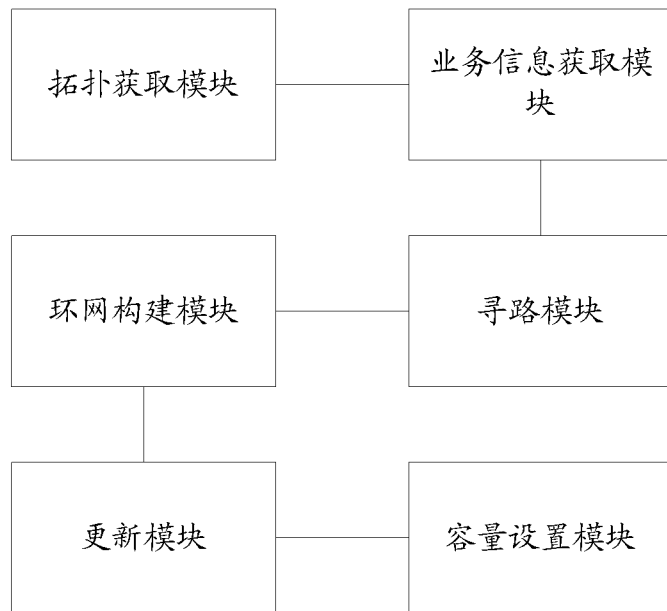 拓扑获取模块
业务信息获取模
块
环网构建模块
寻路模块
更新模块
容量设置模块